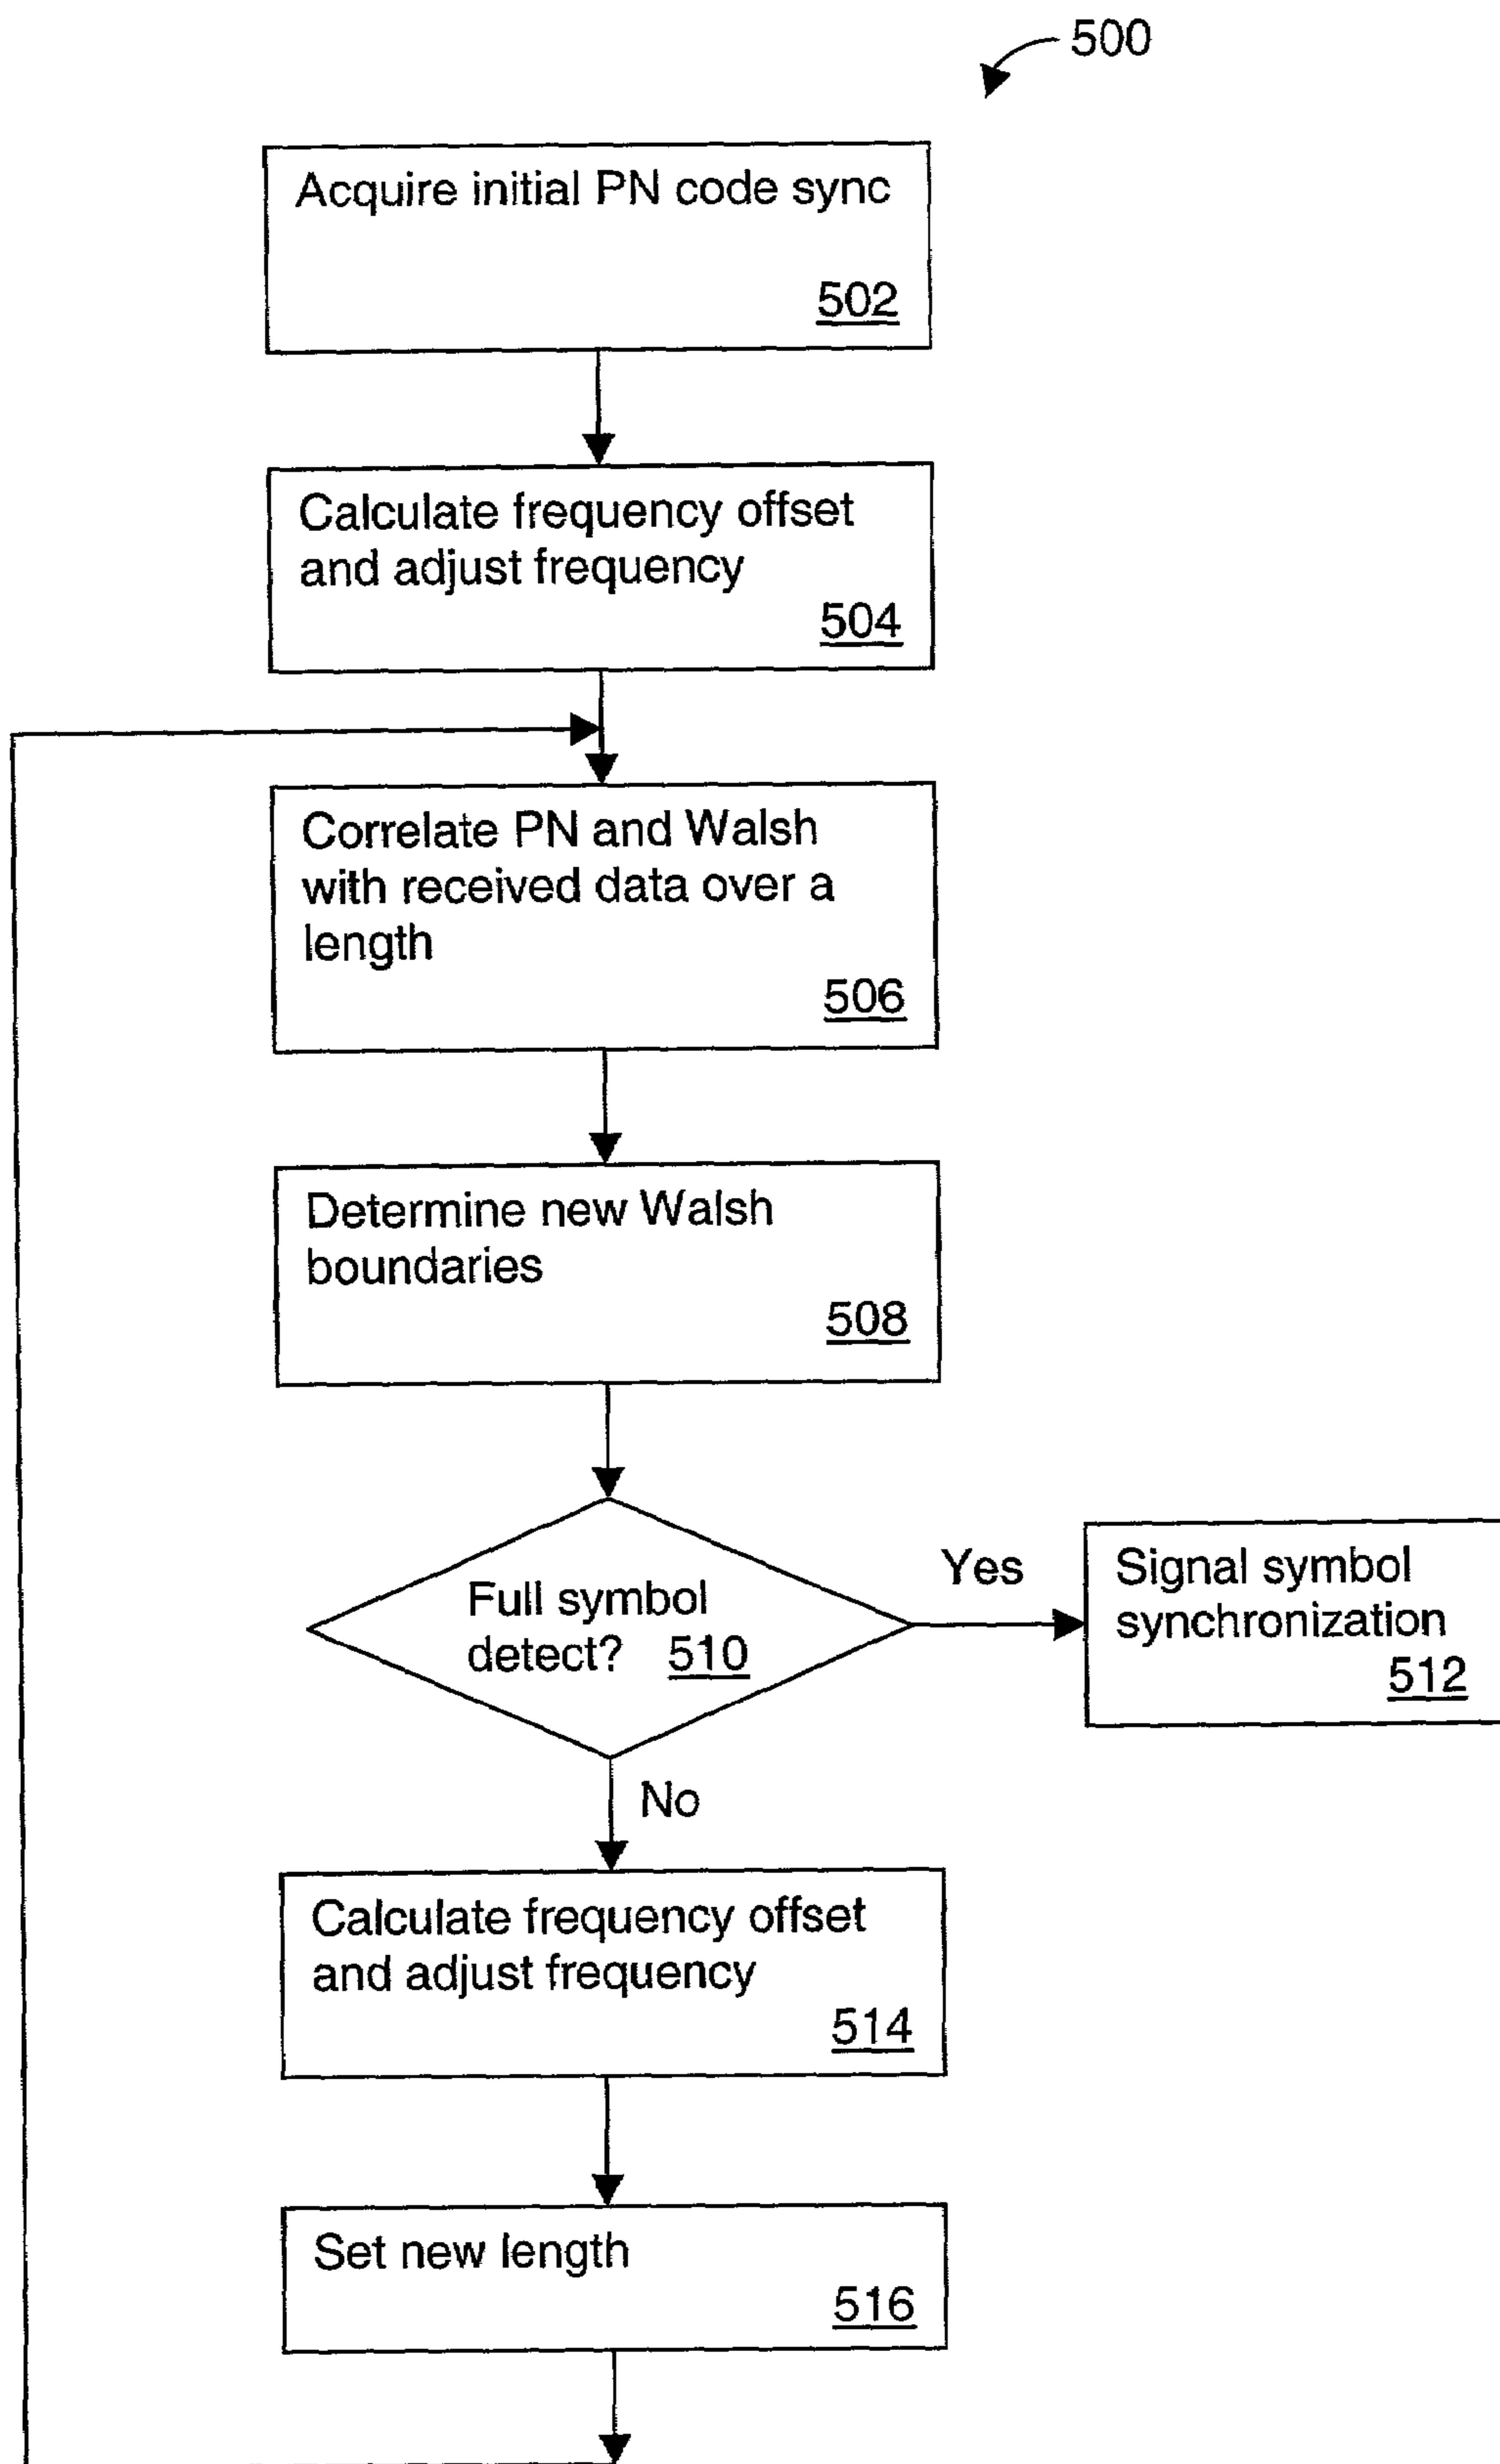 500
Acquire initial PN code sync
502
Calculate frequency offset
and adjust frequency
504
Correlate PN and Walsh
with received data over a
length
506
Determine new Walsh
boundaries
508
Full symbol
detect? 510
Yes
Signal symbol
synchronization
512
No
Calculate frequency offset
and adjust frequency
514
Set new length
516